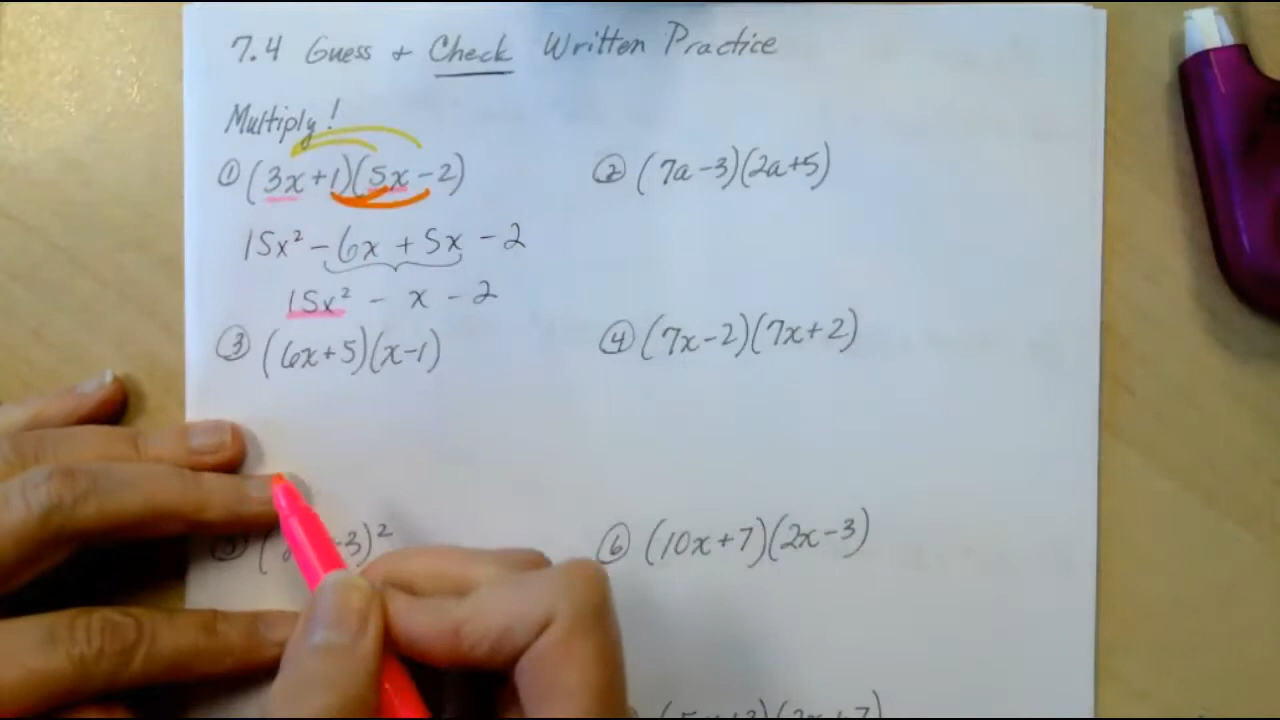 7.4 Guess + Check Written Practice
Multiply!
① (3x+1)(5x-2)
② (7a-3)(2a+5)
15x² - 6x + 5x - 2
15x² - x - 2
③ (6x+5)(x-1)
④ (7x-2)(7x+2)
3)²
⑥ (10x+7)(2x-3)